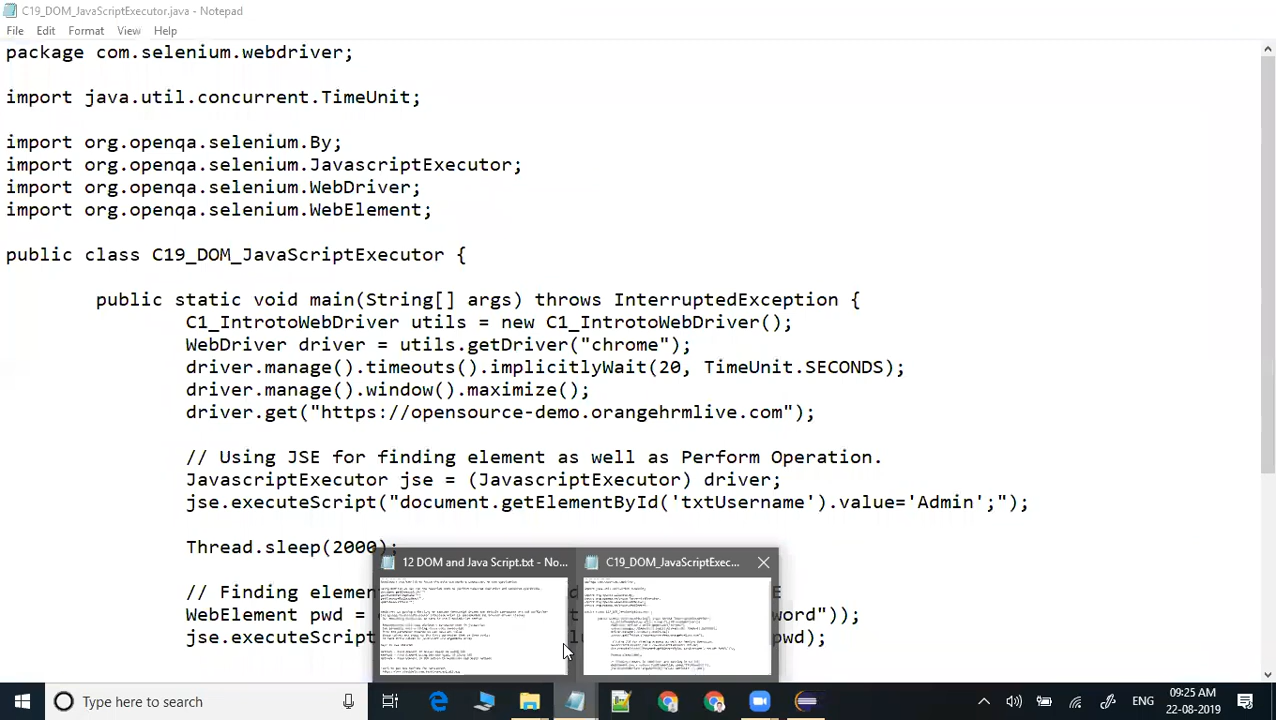 C19_DOM_JavaScriptExecutor.java - Notepad
File Edit Format View Help
package com.selenium.webdriver;
import java.util.concurrent.TimeUnit;
import org.openqa.selenium.By;
import org.openqa.selenium.JavascriptExecutor;
import org.openqa.selenium.WebDriver;
import org.openqa.selenium.WebElement;
public class C19_DOM_JavaScriptExecutor {
public static void main(String[] args) throws InterruptedException {
C1_IntrotoWebDriver utils = new C1_IntrotoWebDriver();
WebDriver driver = utils.getDriver("chrome");
driver.manage().timeouts().implicitlyWait(20, TimeUnit.SECONDS);
driver.manage().window().maximize();
driver.get("https://opensource-demo.orangehrmlive.com");
// Using JSE for finding element as well as Perform Operation.
JavascriptExecutor jse = (JavascriptExecutor) driver;
jse.executeScript("document.getElementById('txtUsername').value='Admin';");
Thread.sleep(2000);
12 DOM and Java Script.txt - No...
C19_DOM_JavaScriptExec...
// Finding elemen
WebElement pwd =
word"));
jse.executeScript
pwd);
Type here to search
ENG
09:25 AM
22-08-2019